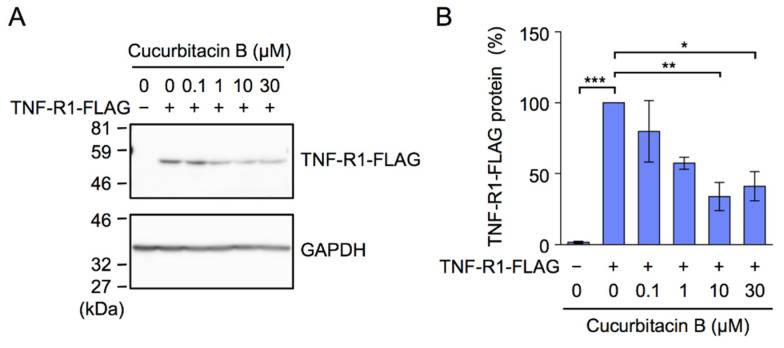 A
Cucurbitacin B (μM)
0 0 0.1 1 10 30
TNF-R1-FLAG − + + + + +
81
59
46
TNF-R1-FLAG
46
32
27
GAPDH
(kDa)
B
TNF-R1-FLAG protein (%)
150
100
50
0
*
**
***
TNF-R1-FLAG − + + + + +
0 0 0.1 1 10 30
Cucurbitacin B (μM)